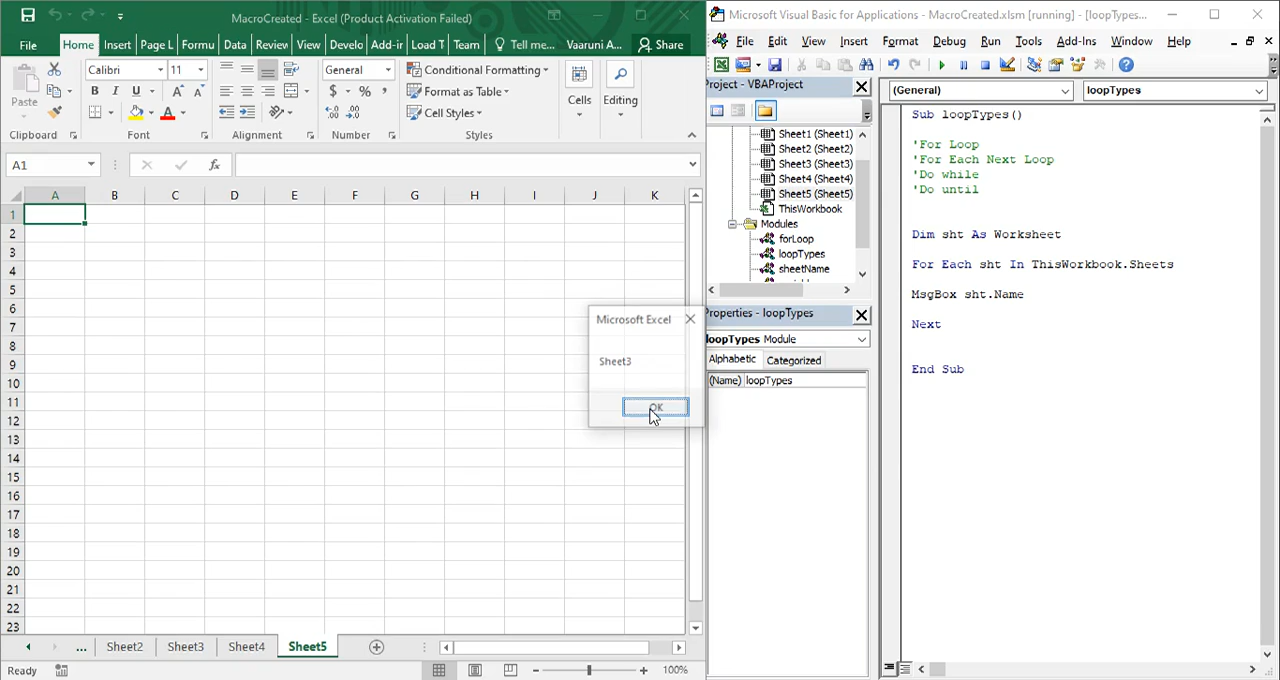 MacroCreated - Excel (Product Activation Failed)
File Home Insert Page L Formu Data Review View Develo Add-ir Load T Team Tell me... Vaaruni A... Share
Paste
Calibri 11
B I U
A A
General
$ % ,
Conditional Formatting
Format as Table
Cell Styles
Cells
Editing
Clipboard Font Alignment Number Styles
A1
fx
A B C D E F G H I J K
1
2
3
4
5
6
7
8
9
10
11
12
13
14
15
16
17
18
19
20
21
22
23
Microsoft Excel
Sheet3
OK
... Sheet2 Sheet3 Sheet4 Sheet5
Ready
100%
Microsoft Visual Basic for Applications - MacroCreated.xlsm [running] - [loopTypes...
File Edit View Insert Format Debug Run Tools Add-Ins Window Help
Project - VBAProject
Sheet1 (Sheet1)
Sheet2 (Sheet2)
Sheet3 (Sheet3)
Sheet4 (Sheet4)
Sheet5 (Sheet5)
ThisWorkbook
Modules
forLoop
loopTypes
sheetName
Properties - loopTypes
loopTypes Module
Alphabetic Categorized
(Name) loopTypes
(General) loopTypes
Sub loopTypes()
'For Loop
'For Each Next Loop
'Do while
'Do until
Dim sht As Worksheet
For Each sht In ThisWorkbook.Sheets
MsgBox sht.Name
Next
End Sub